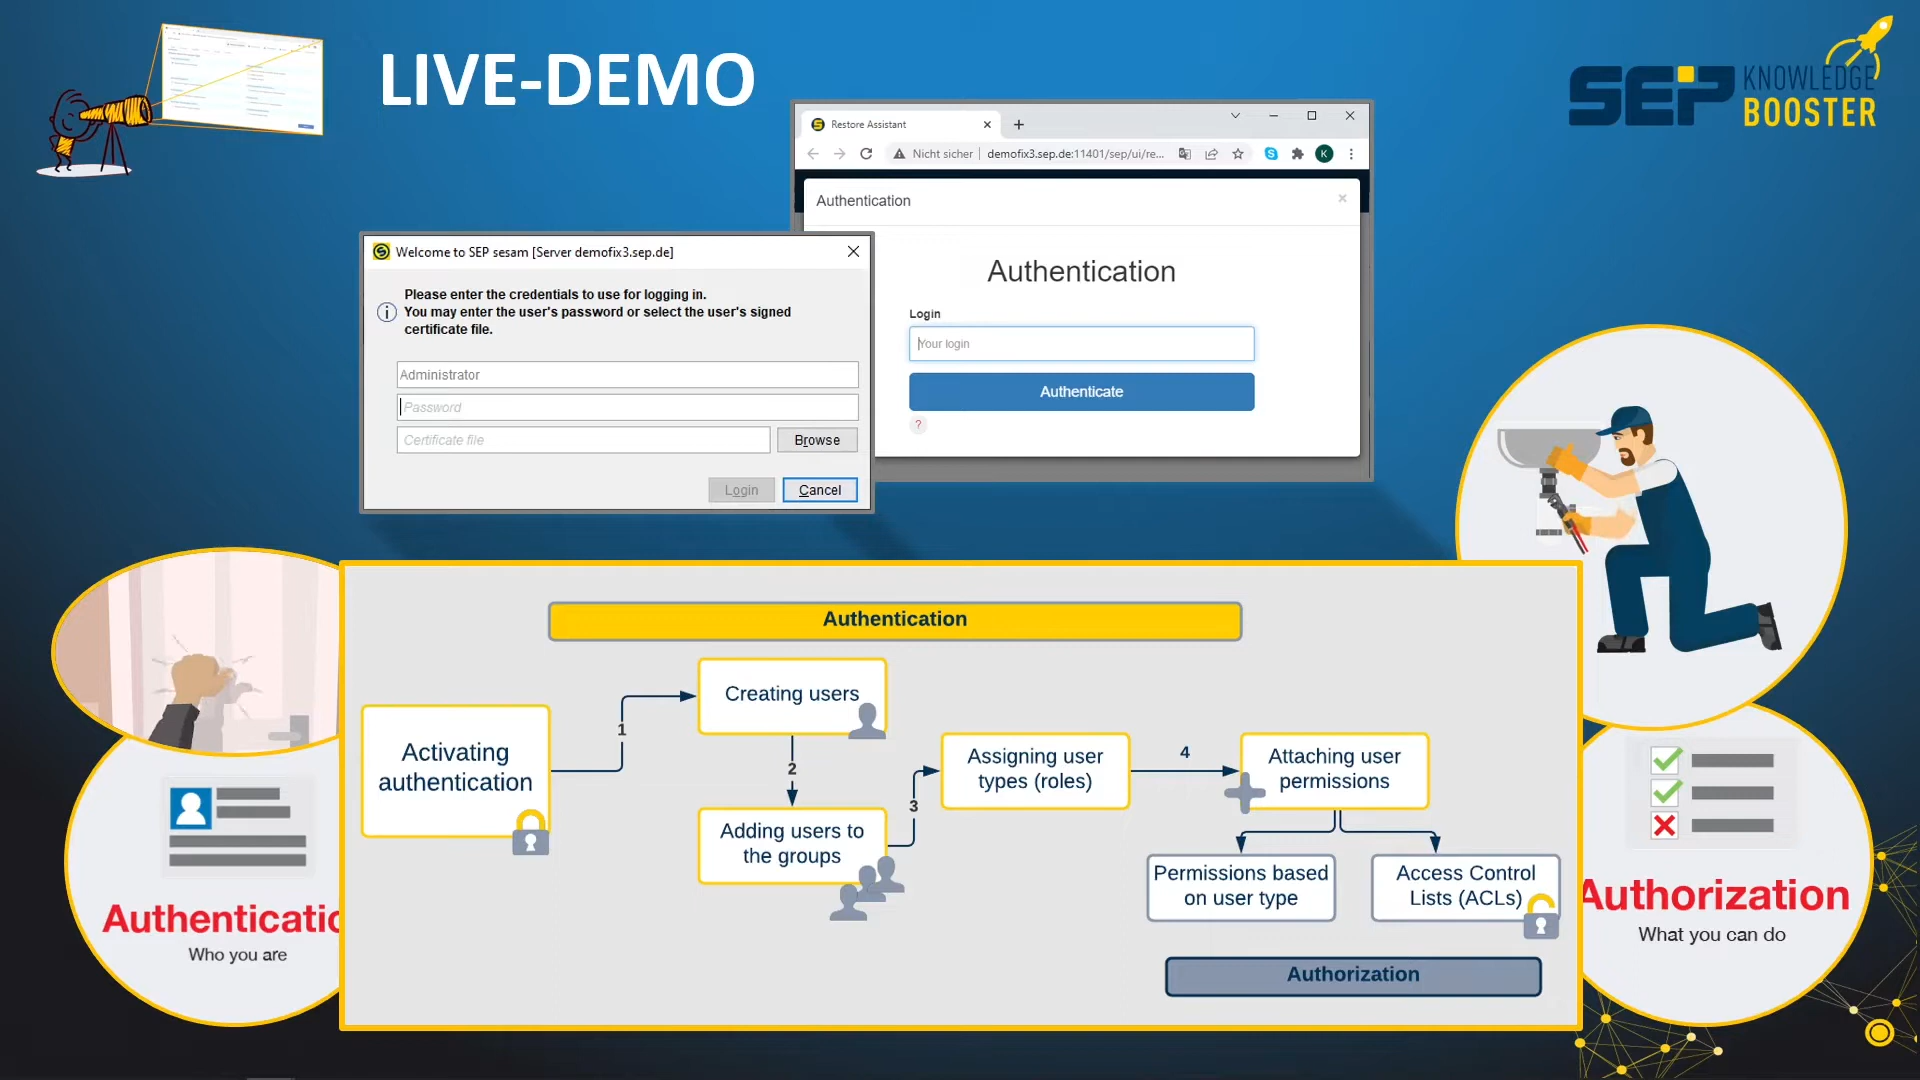 LIVE-DEMO
SEP KNOWLEDGE
BOOSTER
Restore Assistant
Nicht sicher demofix3.sep.de:11401/sep/ui/re...
K
Authentication
Authentication
Login
Your login
Authenticate
?
Welcome to SEP sesam [Server demofix3.sep.de]
Please enter the credentials to use for logging in.
You may enter the user's password or select the user's signed
certificate file.
Administrator
Password
Certificate file
Browse
Login
Cancel
Authentication
Activating
authentication
1
Creating users
2
Adding users to
the groups
3
Assigning user
types (roles)
4
Attaching user
permissions
Permissions based
on user type
Access Control
Lists (ACLs)
Authorization
Authenticatio
Who you are
Authorization
What you can do